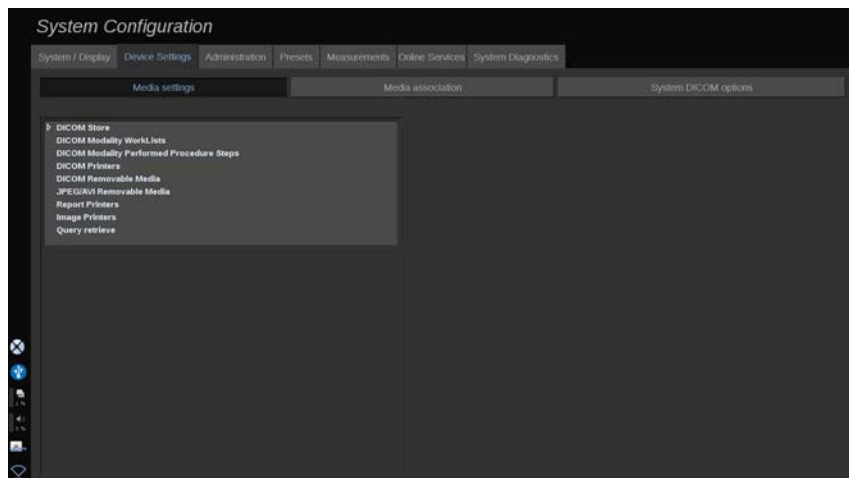 System Configuration
System / Display Device Settings Administration Presets Measurements Online Services System Diagnostics
Media settings Media association System DICOM options
DICOM Store
DICOM Modality WorkLists
DICOM Modality Performed Procedure Steps
DICOM Printers
DICOM Removable Media
JPEG/AVI Removable Media
Report Printers
Image Printers
Query retrieve